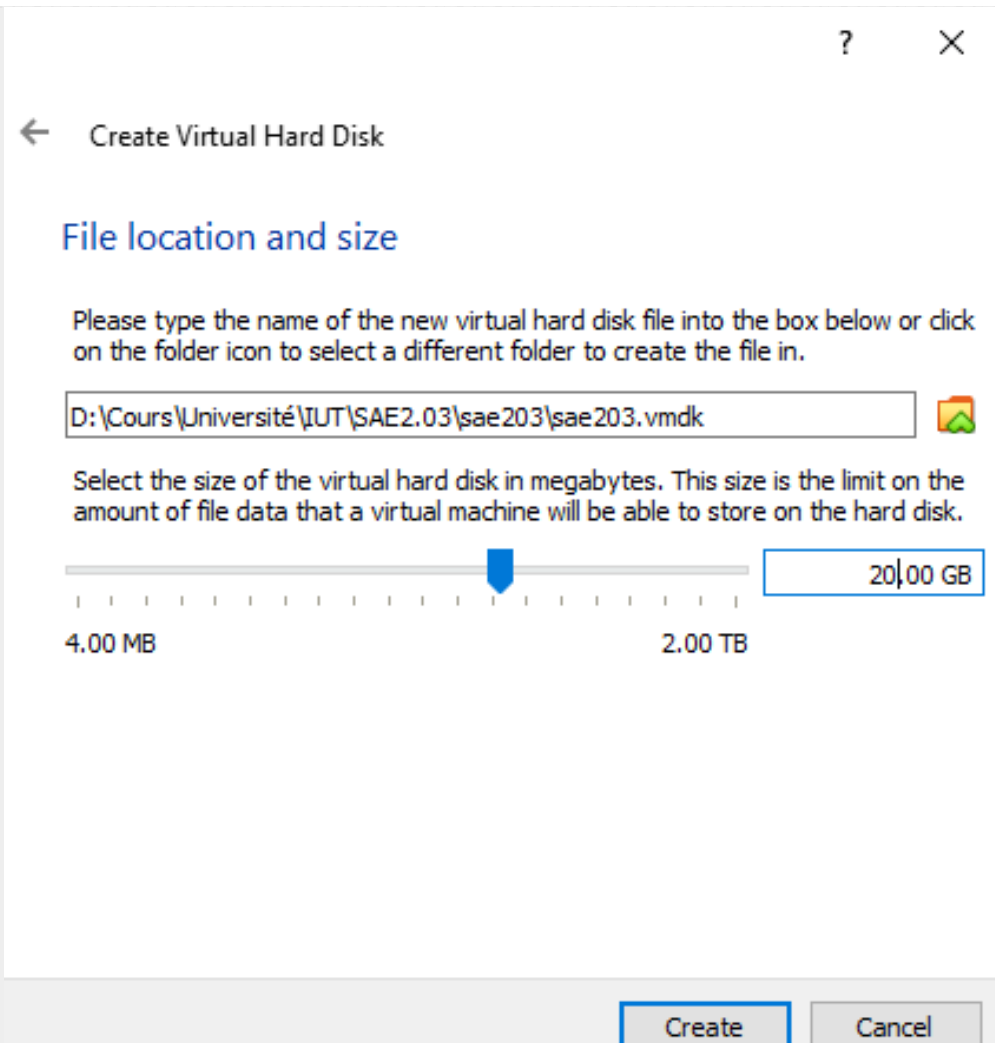 ?
Create Virtual Hard Disk
File location and size
Please type the name of the new virtual hard disk file into the box below or click
on the folder icon to select a different folder to create the file in.
D:\Cours\Université\IUT\SAE2.03\sae203\sae203.vmdk
Select the size of the virtual hard disk in megabytes. This size is the limit on the
amount of file data that a virtual machine will be able to store on the hard disk.
20.00 GB
4.00 MB 2.00 TB
Create Cancel